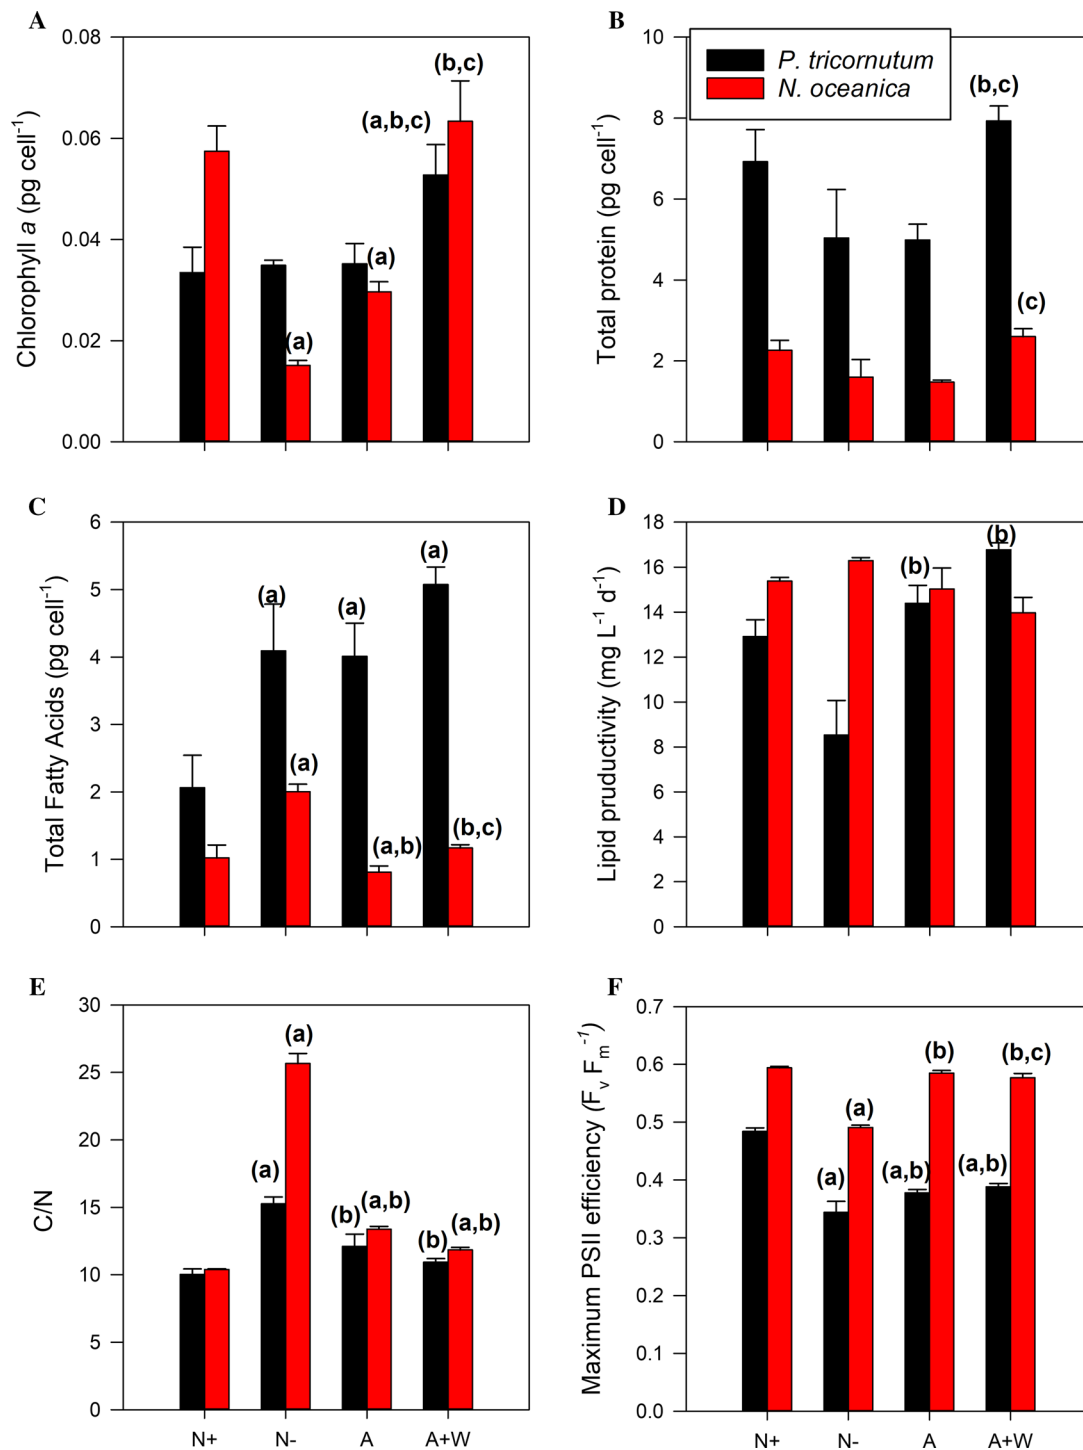 A
Chlorophyll a (pg cell⁻¹)
0.08
0.06
0.04
0.02
0.00
(a)
(a)
(a,b,c)
(b,c)
B
Total protein (pg cell⁻¹)
10
8
6
4
2
0
P. tricornutum
N. oceanica
(b,c)
(c)
C
Total Fatty Acids (pg cell⁻¹)
6
5
4
3
2
1
0
(a)
(a)
(a)
(a,b)
(a)
(b,c)
D
Lipid pruductivity (mg L⁻¹ d⁻¹)
18
16
14
12
10
8
6
4
2
0
(b)
(b)
E
C/N
30
25
20
15
10
5
0
(a)
(a)
(b)
(a,b)
(b)
(a,b)
N+ N- A A+W
F
Maximum PSII efficiency (Fᵥ Fₘ⁻¹)
0.7
0.6
0.5
0.4
0.3
0.2
0.1
0.0
(a)
(a)
(a,b)
(b)
(a,b)
(b,c)
N+ N- A A+W